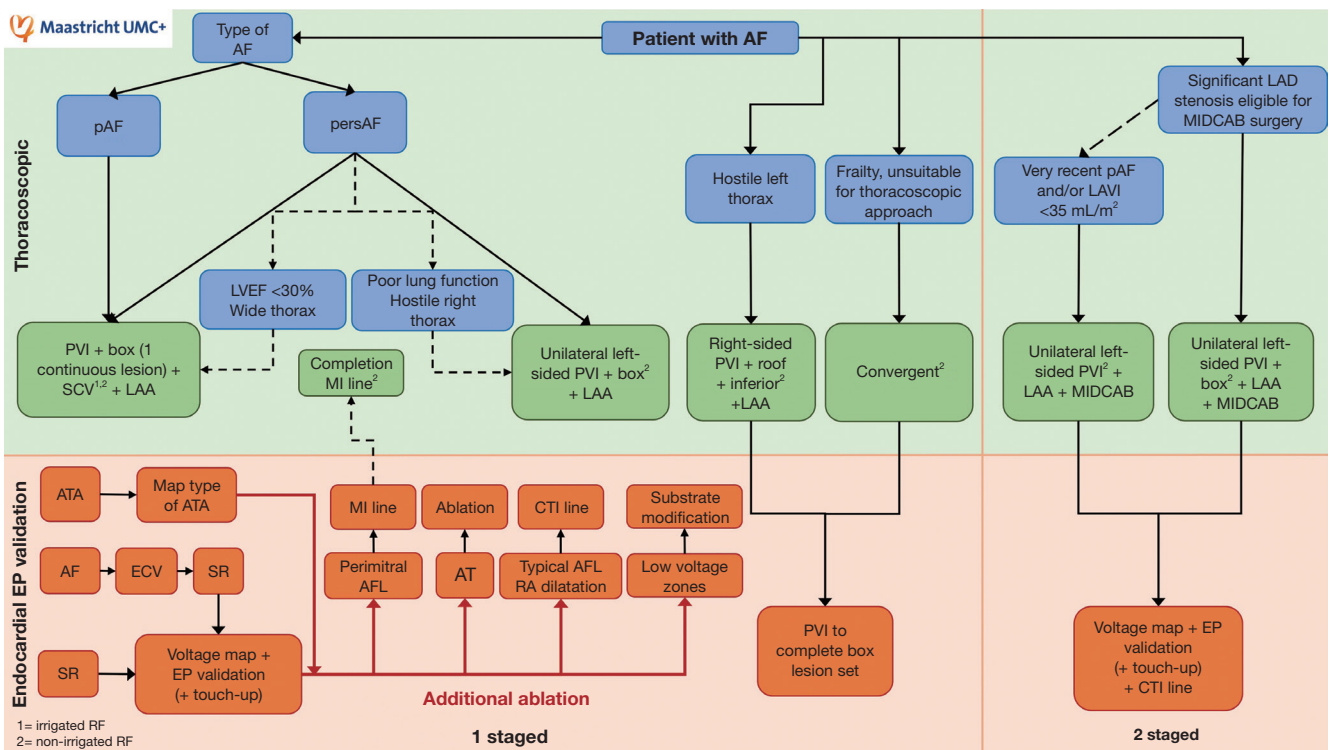 Maastricht UMC+
Type of
AF
Patient with AF
pAF
persAF
Significant LAD
stenosis eligible for
MIDCAB surgery
Hostile left
thorax
Frailty, unsuitable
for thoracoscopic
approach
Very recent pAF
and/or LAVI
<35 mL/m²
Thoracoscopic
LVEF <30%
Wide thorax
Poor lung function
Hostile right
thorax
PVI + box (1
continuous lesion) +
SCV¹,² + LAA
Completion
MI line²
Unilateral left-
sided PVI + box²
+ LAA
Right-sided
PVI + roof
+ inferior²
+LAA
Convergent²
Unilateral left-
sided PVI² +
LAA + MIDCAB
Unilateral left-
sided PVI +
box² + LAA
+ MIDCAB
Endocardial EP validation
ATA
Map type
of ATA
MI line
Ablation
CTI line
Substrate
modification
AF
ECV
SR
Perimitral
AFL
AT
Typical AFL
RA dilatation
Low voltage
zones
SR
Voltage map +
EP validation
(+ touch-up)
PVI to
complete box
lesion set
Voltage map + EP
validation
(+ touch-up)
+ CTI line
Additional ablation
1= irrigated RF
2= non-irrigated RF
1 staged
2 staged